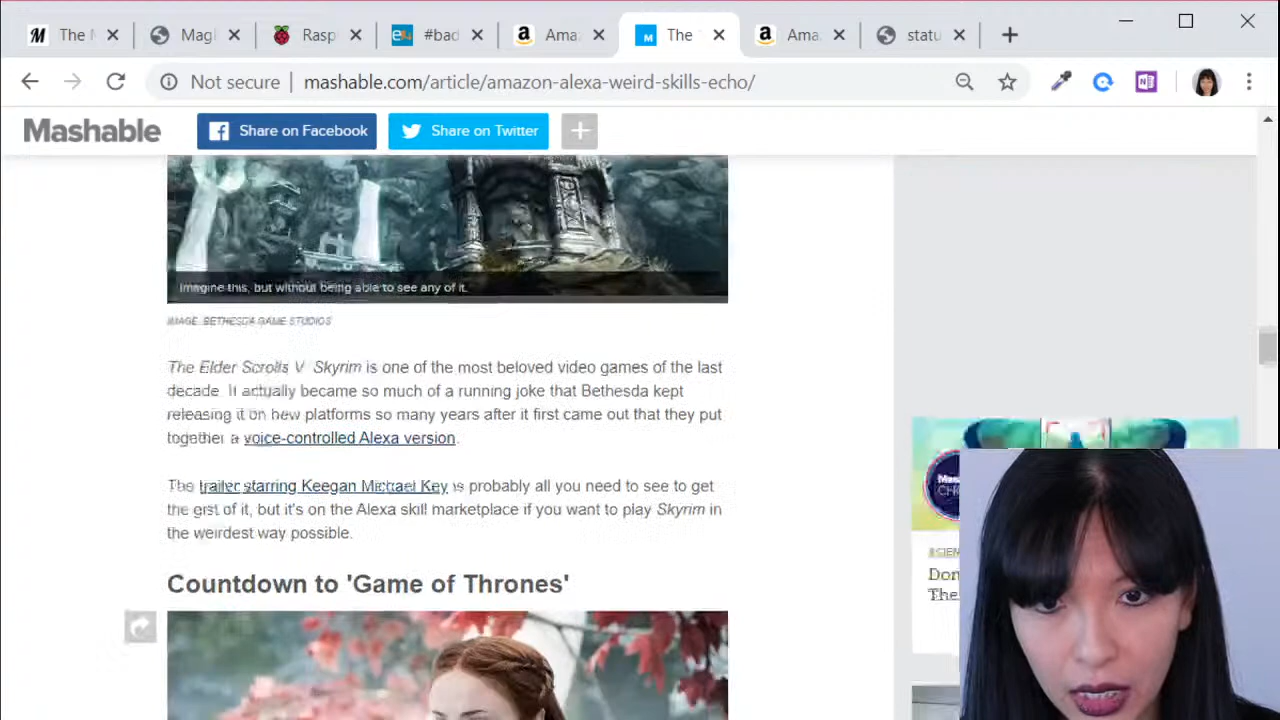 The
Magi
Rasp
#bad
Ama
The
Ama
statu
Not secure
mashable.com/article/amazon-alexa-weird-skills-echo/
Mashable
Share on Facebook
Share on Twitter
Imagine this, but without being able to see any of it.
IMAGE: BETHESDA GAME STUDIOS
The Elder Scrolls V Skyrim is one of the most beloved video games of the last
decade. It actually became so much of a running joke that Bethesda kept
releasing it on new platforms so many years after it first came out that they put
together a voice-controlled Alexa version.
The trailer starring Keegan Michael Key is probably all you need to see to get
the gist of it, but it's on the Alexa skill marketplace if you want to play Skyrim in
the weirdest way possible.
Countdown to 'Game of Thrones'
Don
The